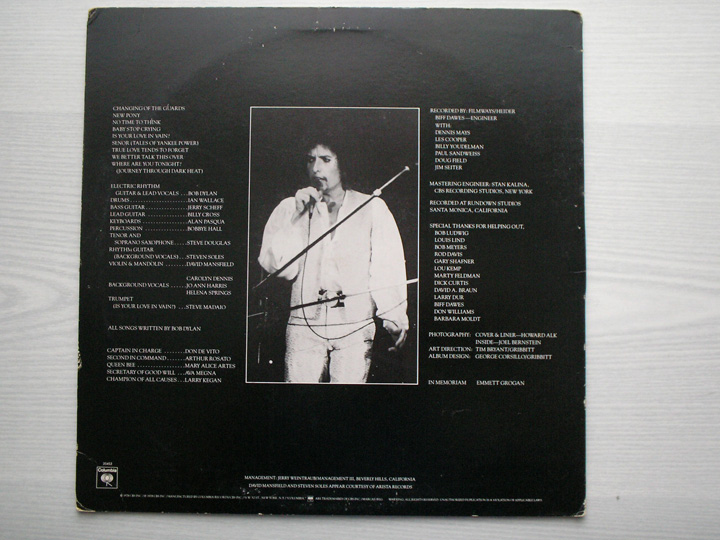 CHANGING OF THE GUARDS
NEW PONY
NO TIME TO THINK
BABY STOP CRYING
IS YOUR LOVE IN VAIN?
SENOR (TALES OF YANKEE POWER)
TRUE LOVE TENDS TO FORGET
WE BETTER TALK THIS OVER
WHERE ARE YOU TONIGHT?
(JOURNEY THROUGH DARK HEAT)
ELECTRIC RHYTHM
GUITAR & LEAD VOCALS ...BOB DYLAN
DRUMS..................IAN WALLACE
BASS GUITAR ............JERRY SCHEFF
LEAD GUITAR ............BILLY CROSS
KEYBOARDS ..............ALAN PASQUA
PERCUSSION .............BOBBYE HALL
TENOR AND
SOPRANO SAXOPHONE ....STEVE DOUGLAS
RHYTHM GUITAR
(BACKGROUND VOCALS) ...STEVEN SOLES
VIOLIN & MANDOLIN ........DAVID MANSFIELD
CAROLYN DENNIS
BACKGROUND VOCALS ......JO ANN HARRIS
HELENA SPRINGS
TRUMPET
(IS YOUR LOVE IN VAIN?) ...STEVE MADAIO
ALL SONGS WRITTEN BY BOB DYLAN
CAPTAIN IN CHARGE ........DON DE VITO
SECOND IN COMMAND .......ARTHUR ROSATO
QUEEN BEE ................MARY ALICE ARTES
SECRETARY OF GOOD WILL ...AVA MEGNA
CHAMPION OF ALL CAUSES ...LARRY KEGAN
RECORDED BY: FILMWAYS/HEIDER
BIFF DAWES—ENGINEER
WITH:
DENNIS MAYS
LES COOPER
BILLY YOUDELMAN
PAUL SANDWEISS
DOUG FIELD
JIM SEITER
MASTERING ENGINEER: STAN KALINA,
CBS RECORDING STUDIOS, NEW YORK
RECORDED AT RUNDOWN STUDIOS
SANTA MONICA, CALIFORNIA
SPECIAL THANKS FOR HELPING OUT,
BOB LUDWIG
LOUIS LIND
BOB MEYERS
ROD DAVIS
GARY SHAFNER
LOU KEMP
MARTY FELDMAN
DICK CURTIS
DAVID A. BRAUN
LARRY DUR
BIFF DAWES
DON WILLIAMS
BARBARA MOLDT
PHOTOGRAPHY: COVER & LINER—HOWARD ALK
INSIDE—JOEL BERNSTEIN
ART DIRECTION: TIM BRYANT/GRIBBITT
ALBUM DESIGN: GEORGE CORSILLO/GRIBBITT
IN MEMORIAM EMMETT GROGAN
35453
Columbia
MANAGEMENT: JERRY WEINTRAUB/MANAGEMENT III, BEVERLY HILLS, CALIFORNIA
DAVID MANSFIELD AND STEVEN SOLES APPEAR COURTESY OF ARISTA RECORDS